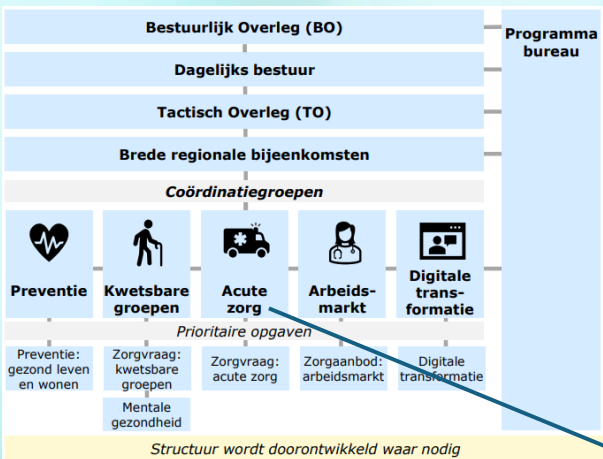 Bestuurlijk Overleg (BO)
Programma
bureau
Dagelijks bestuur
Tactisch Overleg (TO)
Brede regionale bijeenkomsten
Coördinatiegroepen
Preventie
Kwetsbare
groepen
Acute
zorg
Arbeids-
markt
Digitale
trans-
formatie
Prioritaire opgaven
Preventie:
gezond leven
en wonen
Zorgvraag:
kwetsbare
groepen
Zorgvraag:
acute zorg
Zorgaanbod:
arbeidsmarkt
Digitale
transformatie
Mentale
gezondheid
Structuur wordt doorontwikkeld waar nodig